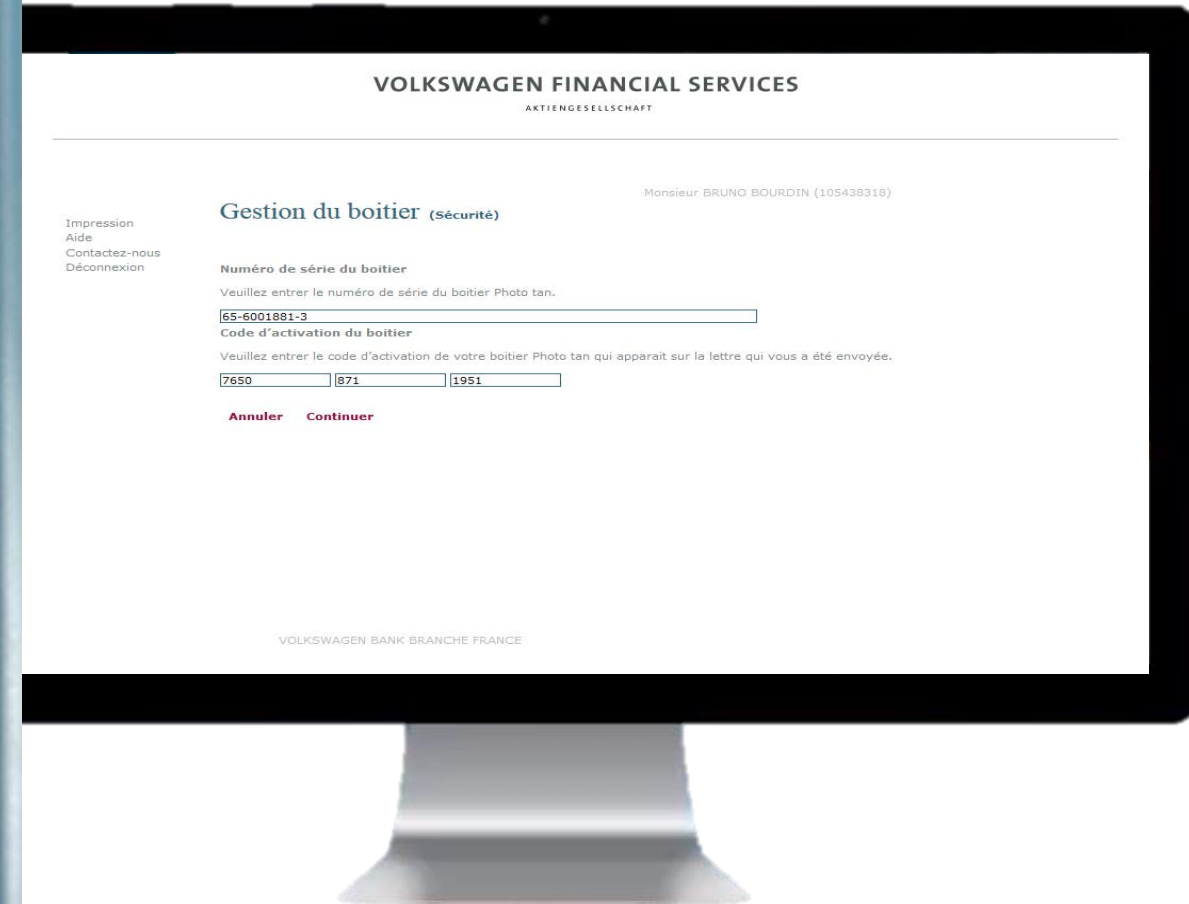 VOLKSWAGEN FINANCIAL SERVICES
AKTIENGESELLSCHAFT
Monsieur BRUNO BOURDIN (105438318)
Gestion du boitier (Sécurité)
Impression
Aide
Contactez-nous
Déconnexion
Numéro de série du boitier
Veuillez entrer le numéro de série du boitier Photo tan.
65-6001881-3
Code d'activation du boitier
Veuillez entrer le code d'activation de votre boitier Photo tan qui apparait sur la lettre qui vous a été envoyée.
7650 871 1951
Annuler Continuer
VOLKSWAGEN BANK BRANCHE FRANCE